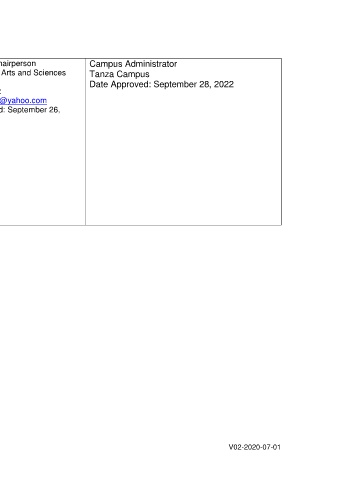 hairperson
Arts and Sciences
:
@yahoo.com
d: September 26,
Campus Administrator
Tanza Campus
Date Approved: September 28, 2022
V02-2020-07-01